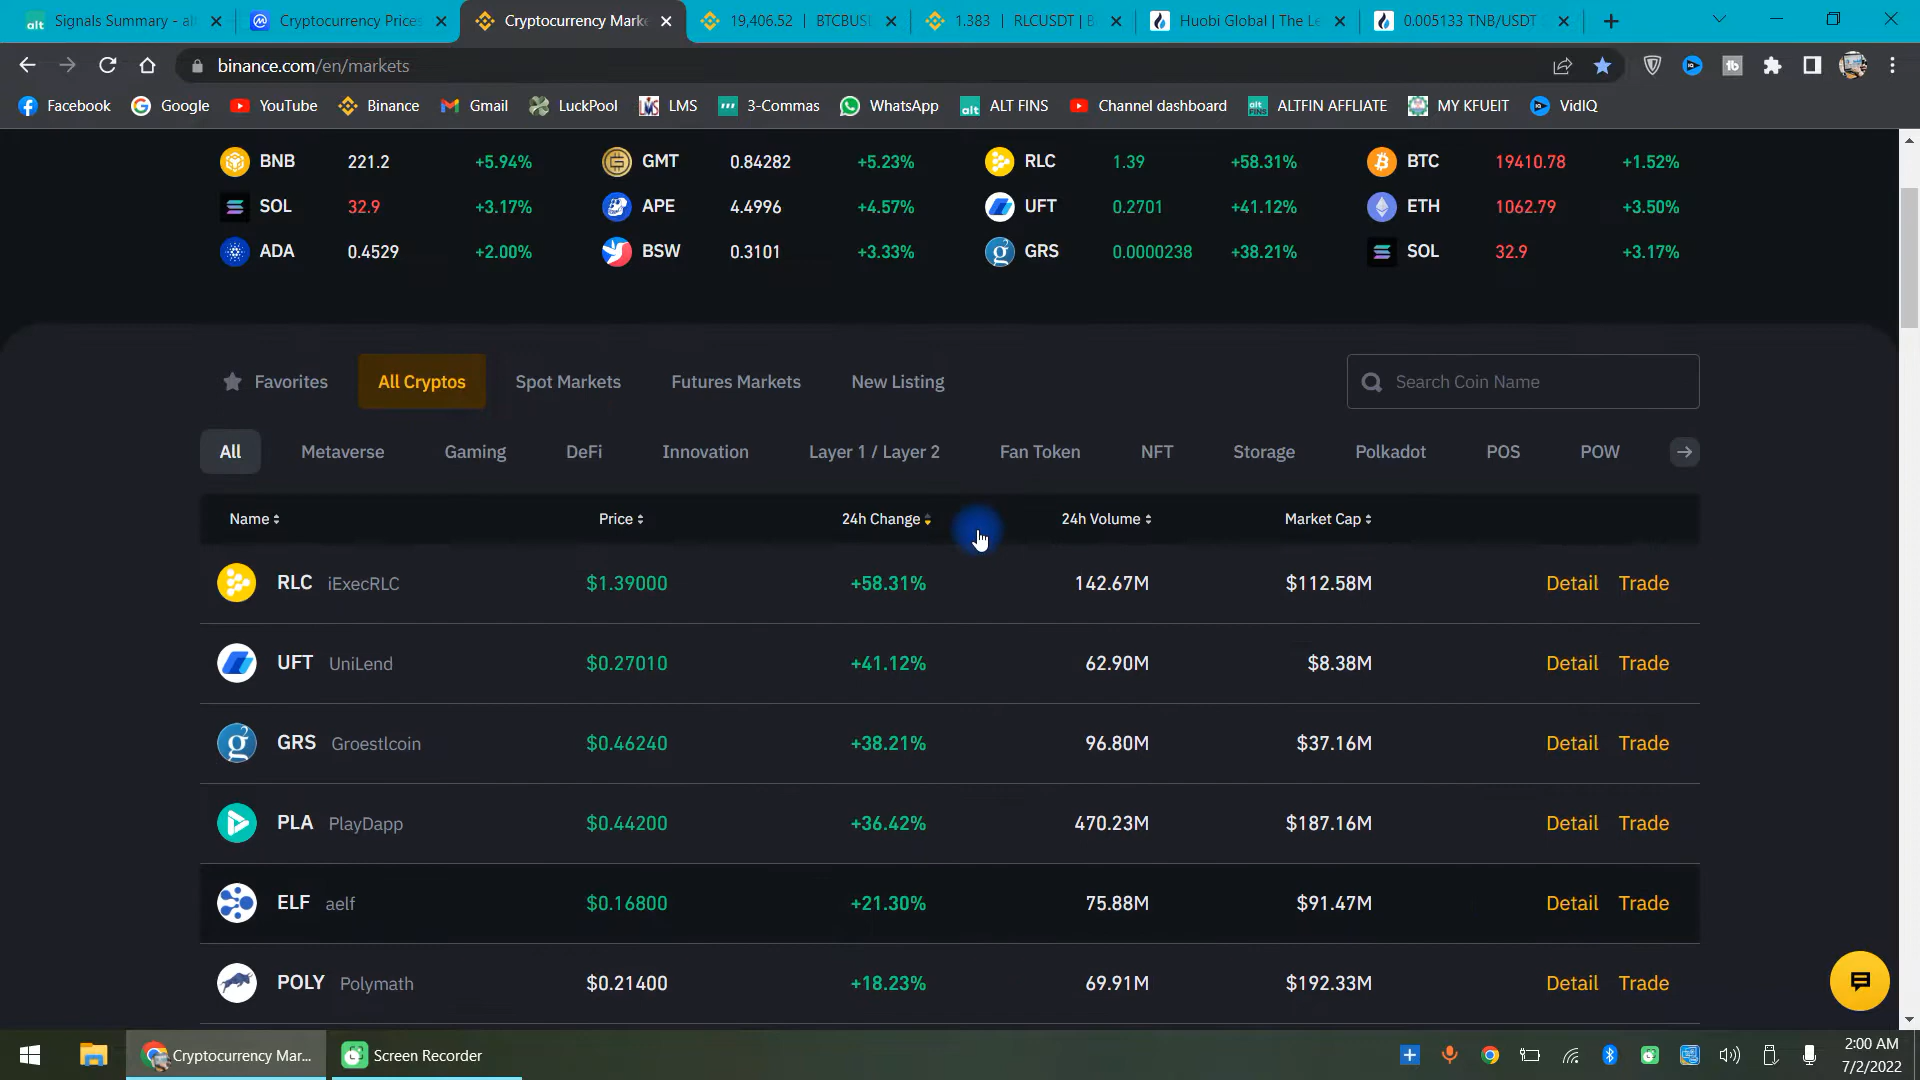 Signals Summary - al
Cryptocurrency Prices
Cryptocurrency Mark
19,406.52 | BTCBUS
1.383 | RLCUSDT | B
Huobi Global | The Le
0.005133 TNB/USDT
binance.com/en/markets
Facebook Google YouTube Binance Gmail LuckPool LMS 3-Commas WhatsApp ALT FINS Channel dashboard ALTFIN AFFLIATE MY KFUEIT VidIQ
BNB 221.2 +5.94% GMT 0.84282 +5.23% RLC 1.39 +58.31% BTC 19410.78 +1.52%
SOL 32.9 +3.17% APE 4.4996 +4.57% UFT 0.2701 +41.12% ETH 1062.79 +3.50%
ADA 0.4529 +2.00% BSW 0.3101 +3.33% GRS 0.0000238 +38.21% SOL 32.9 +3.17%
Favorites All Cryptos Spot Markets Futures Markets New Listing Search Coin Name
All Metaverse Gaming DeFi Innovation Layer 1 / Layer 2 Fan Token NFT Storage Polkadot POS POW
Name Price 24h Change 24h Volume Market Cap
RLC iExecRLC $1.39000 +58.31% 142.67M $112.58M Detail Trade
UFT UniLend $0.27010 +41.12% 62.90M $8.38M Detail Trade
GRS Groestlcoin $0.46240 +38.21% 96.80M $37.16M Detail Trade
PLA PlayDapp $0.44200 +36.42% 470.23M $187.16M Detail Trade
ELF aelf $0.16800 +21.30% 75.88M $91.47M Detail Trade
POLY Polymath $0.21400 +18.23% 69.91M $192.33M Detail Trade
Cryptocurrency Mar...
Screen Recorder
2:00 AM
7/2/2022